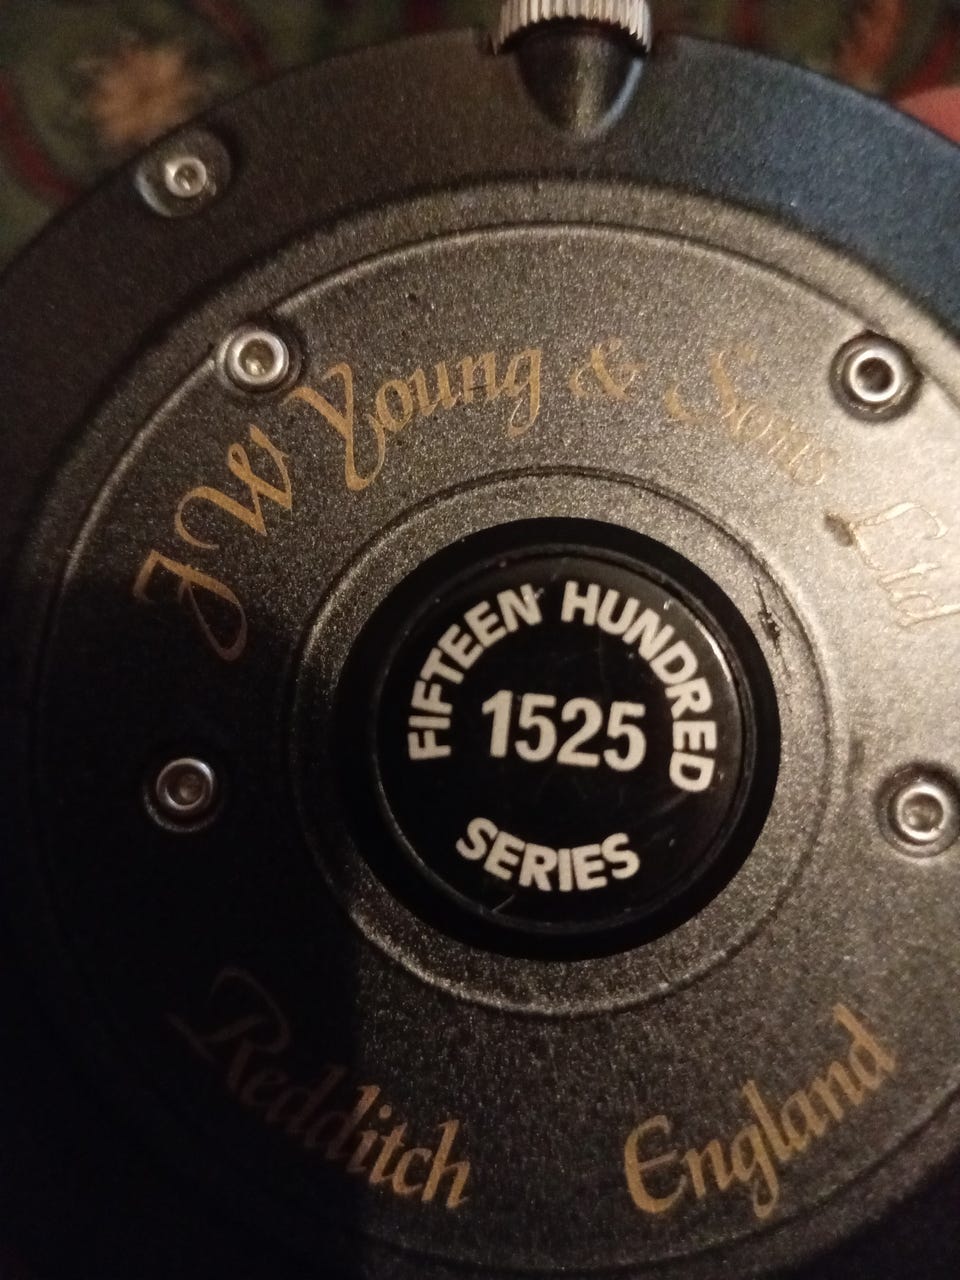 J W Young & Sons Ltd
FIFTEEN HUNDRED
1525
SERIES
Redditch England